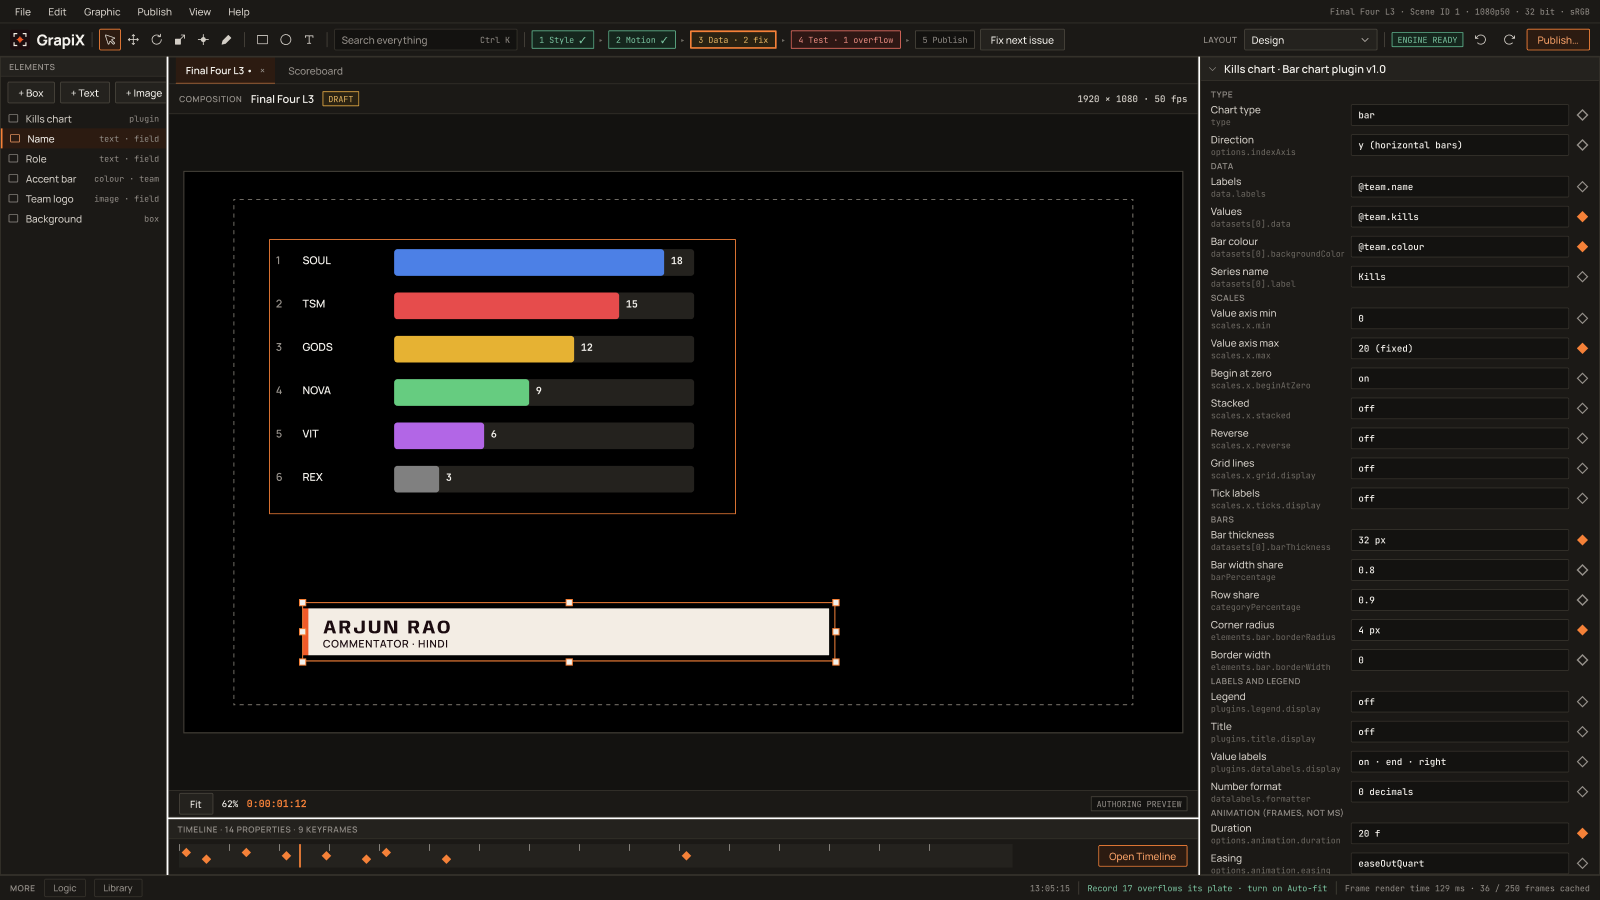 File Edit Graphic Publish View Help
Final Four L3 · Scene ID 1 · 1080p50 · 32 bit · sRGB
GrapiX
T
Search everything Ctrl K
1 Style ✓
2 Motion ✓
3 Data · 2 fix
4 Test · 1 overflow
5 Publish
Fix next issue
LAYOUT Design
ENGINE READY
Publish...
ELEMENTS
+ Box + Text + Image
Kills chart plugin
Name text · field
Role text · field
Accent bar colour · team
Team logo image · field
Background box
Final Four L3 • ×
Scoreboard
COMPOSITION Final Four L3 DRAFT
1920 × 1080 · 50 fps
1 SOUL 18
2 TSM 15
3 GODS 12
4 NOVA 9
5 VIT 6
6 REX 3
ARJUN RAO
COMMENTATOR · HINDI
Fit 62% 0:00:01:12
AUTHORING PREVIEW
TIMELINE · 14 PROPERTIES · 9 KEYFRAMES
Open Timeline
Kills chart · Bar chart plugin v1.0
TYPE
Chart type bar
type
Direction y (horizontal bars)
options.indexAxis
DATA
Labels @team.name
data.labels
Values @team.kills
datasets[0].data
Bar colour @team.colour
datasets[0].backgroundColor
Series name Kills
datasets[0].label
SCALES
Value axis min 0
scales.x.min
Value axis max 20 (fixed)
scales.x.max
Begin at zero on
scales.x.beginAtZero
Stacked off
scales.x.stacked
Reverse off
scales.x.reverse
Grid lines off
scales.x.grid.display
Tick labels off
scales.x.ticks.display
BARS
Bar thickness 32 px
datasets[0].barThickness
Bar width share 0.8
barPercentage
Row share 0.9
categoryPercentage
Corner radius 4 px
elements.bar.borderRadius
Border width 0
elements.bar.borderWidth
LABELS AND LEGEND
Legend off
plugins.legend.display
Title off
plugins.title.display
Value labels on · end · right
plugins.datalabels.display
Number format 0 decimals
datalabels.formatter
ANIMATION (FRAMES, NOT MS)
Duration 20 f
options.animation.duration
Easing easeOutQuart
options.animation.easing
MORE Logic Library
13:05:15
Record 17 overflows its plate · turn on Auto-fit
Frame render time 129 ms · 36 / 250 frames cached